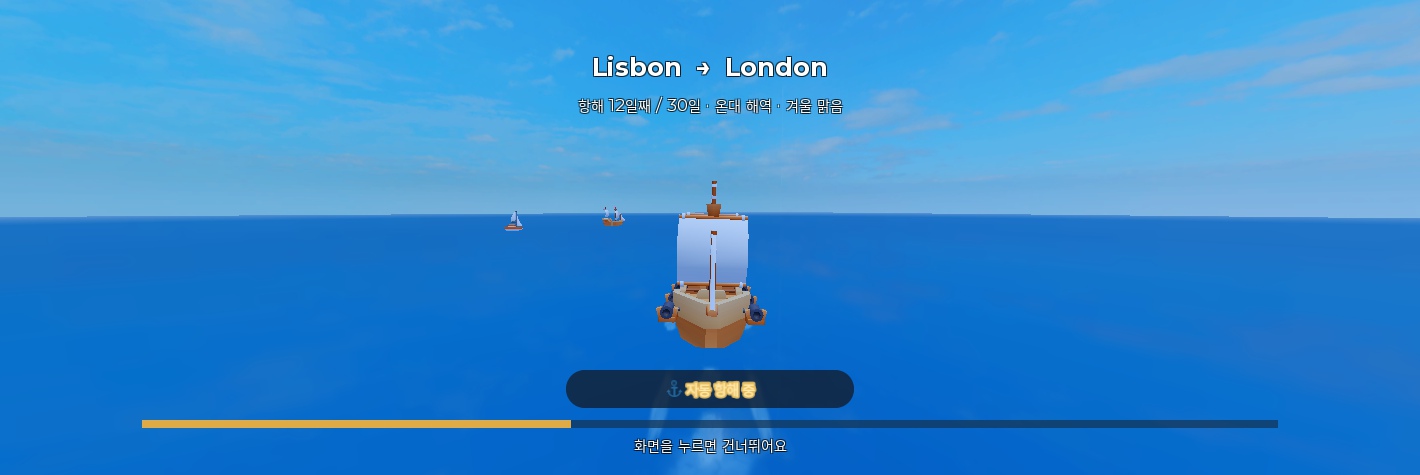 Lisbon → London
항해 12일째 / 30일 · 온대 해역 · 겨울 맑음
⚓ 자동 항해 중
화면을 누르면 건너뛰어요